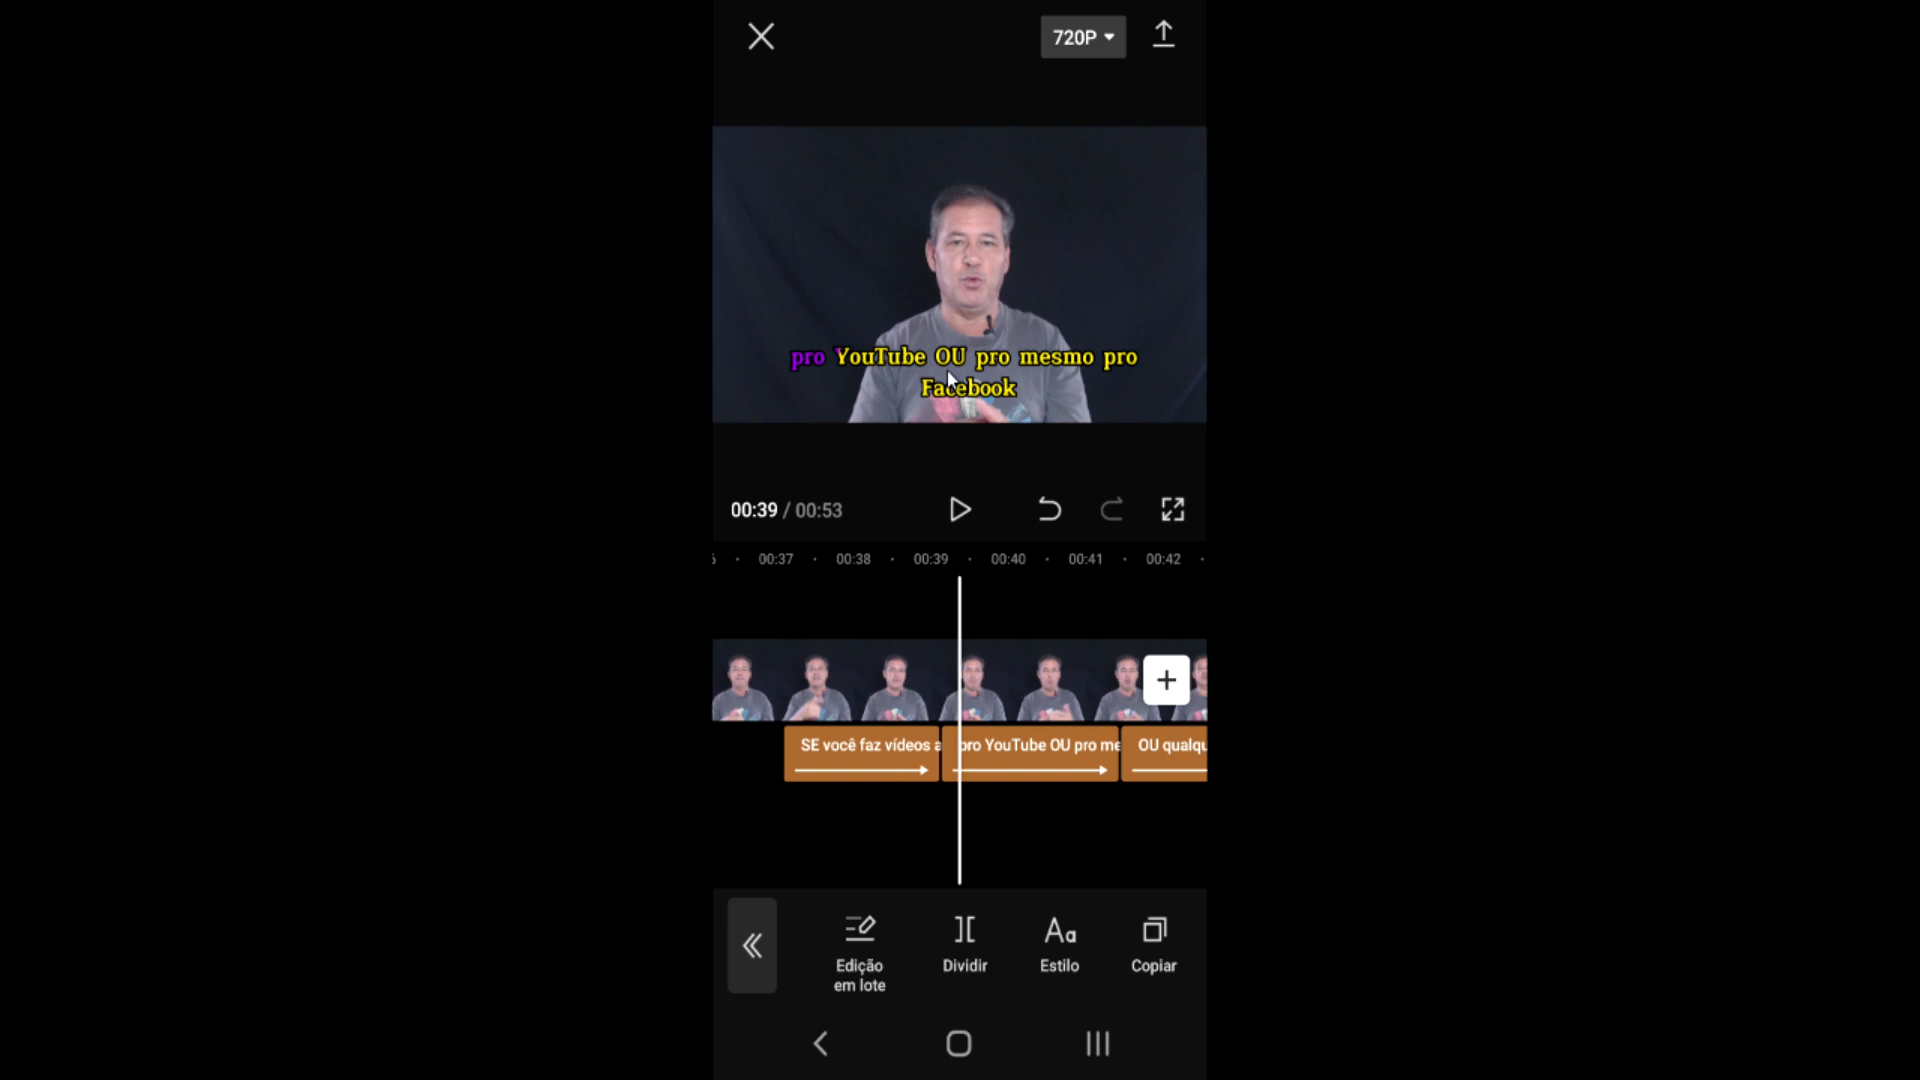 720P
pro YouTube OU pro mesmo pro
Facebook
00:39 / 00:53
00:37 00:38 00:39 00:40 00:41 00:42
SE você faz vídeos a pro YouTube OU pro me OU qualqu
Edição
em lote
Dividir
Estilo
Copiar